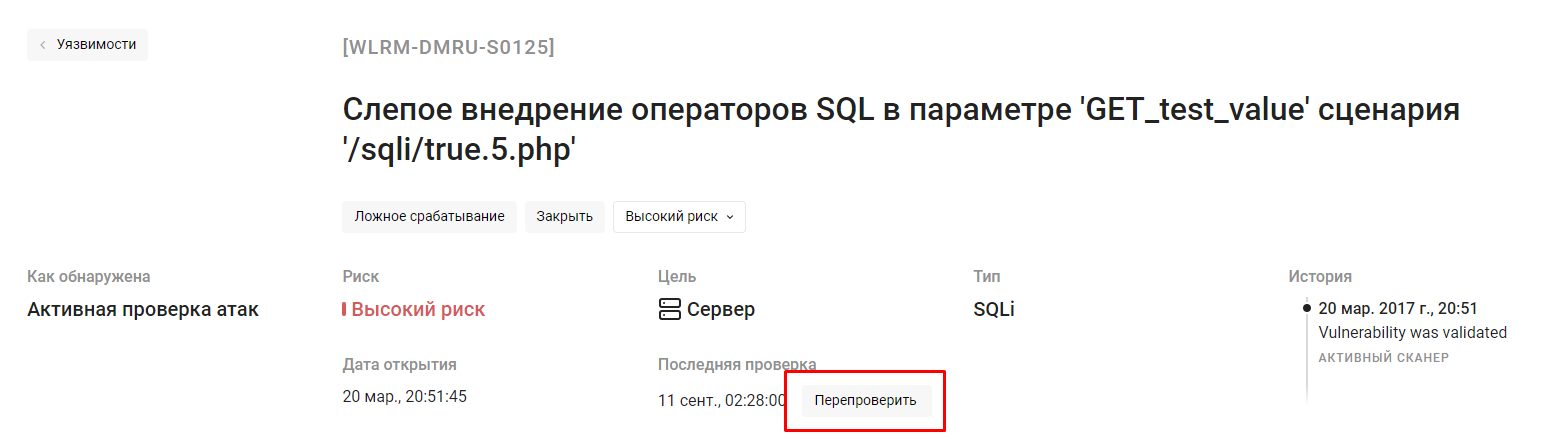 Уязвимости
[WLRM-DMRU-S0125]
Слепое внедрение операторов SQL в параметре 'GET_test_value' сценария
'/sqli/true.5.php'
Ложное срабатывание
Закрыть
Высокий риск
Как обнаружена
Активная проверка атак
Риск
Высокий риск
Цель
Сервер
Тип
SQLi
История
20 мар. 2017 г., 20:51
Vulnerability was validated
АКТИВНЫЙ СКАНЕР
Дата открытия
20 мар., 20:51:45
Последняя проверка
11 сент., 02:28:00
Перепроверить